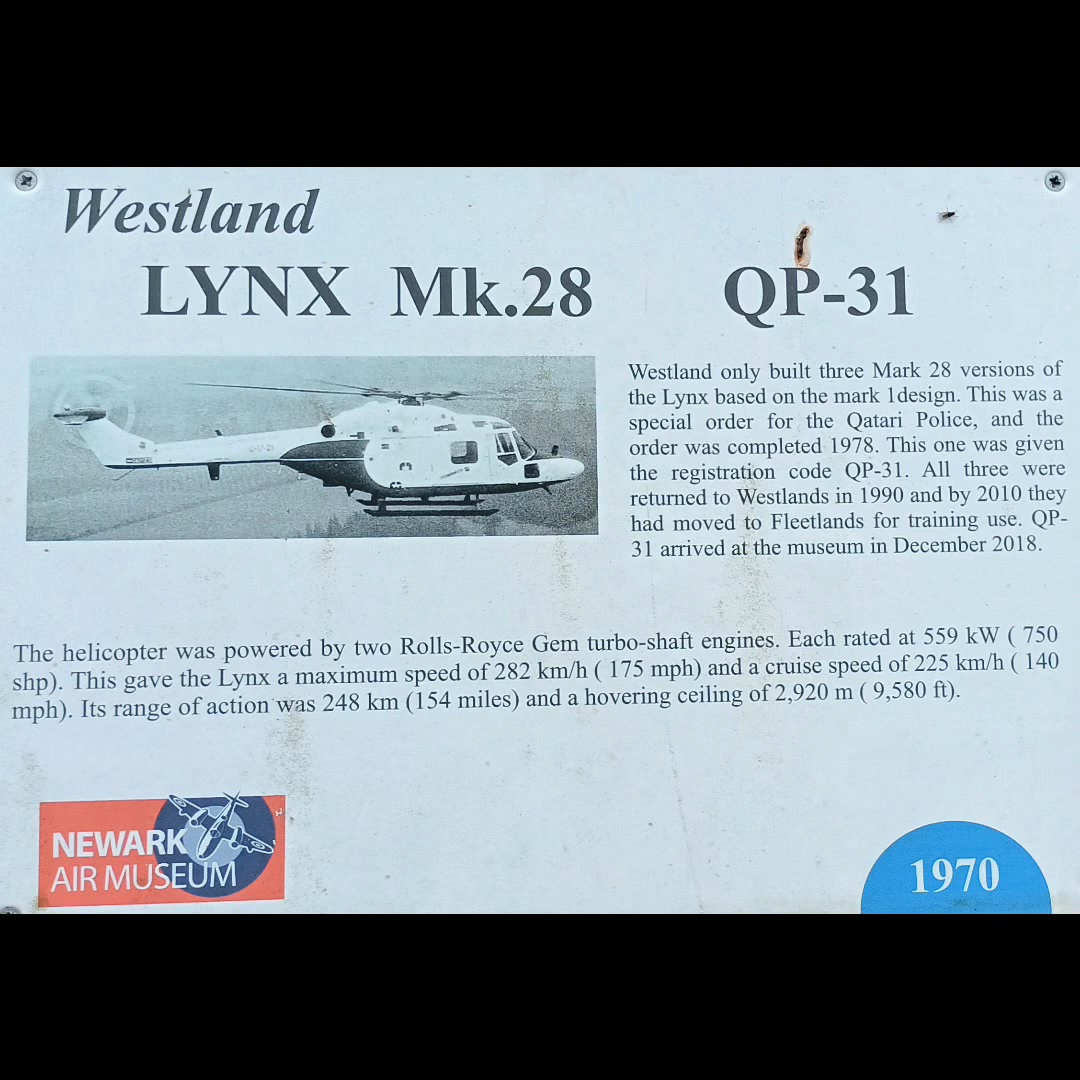 Westland
LYNX Mk.28 QP-31
Westland only built three Mark 28 versions of
the Lynx based on the mark 1design. This was a
special order for the Qatari Police, and the
order was completed 1978. This one was given
the registration code QP-31. All three were
returned to Westlands in 1990 and by 2010 they
had moved to Fleetlands for training use. QP-
31 arrived at the museum in December 2018.
The helicopter was powered by two Rolls-Royce Gem turbo-shaft engines. Each rated at 559 kW ( 750
shp). This gave the Lynx a maximum speed of 282 km/h ( 175 mph) and a cruise speed of 225 km/h ( 140
mph). Its range of action was 248 km (154 miles) and a hovering ceiling of 2,920 m ( 9,580 ft).
NEWARK
AIR MUSEUM
1970